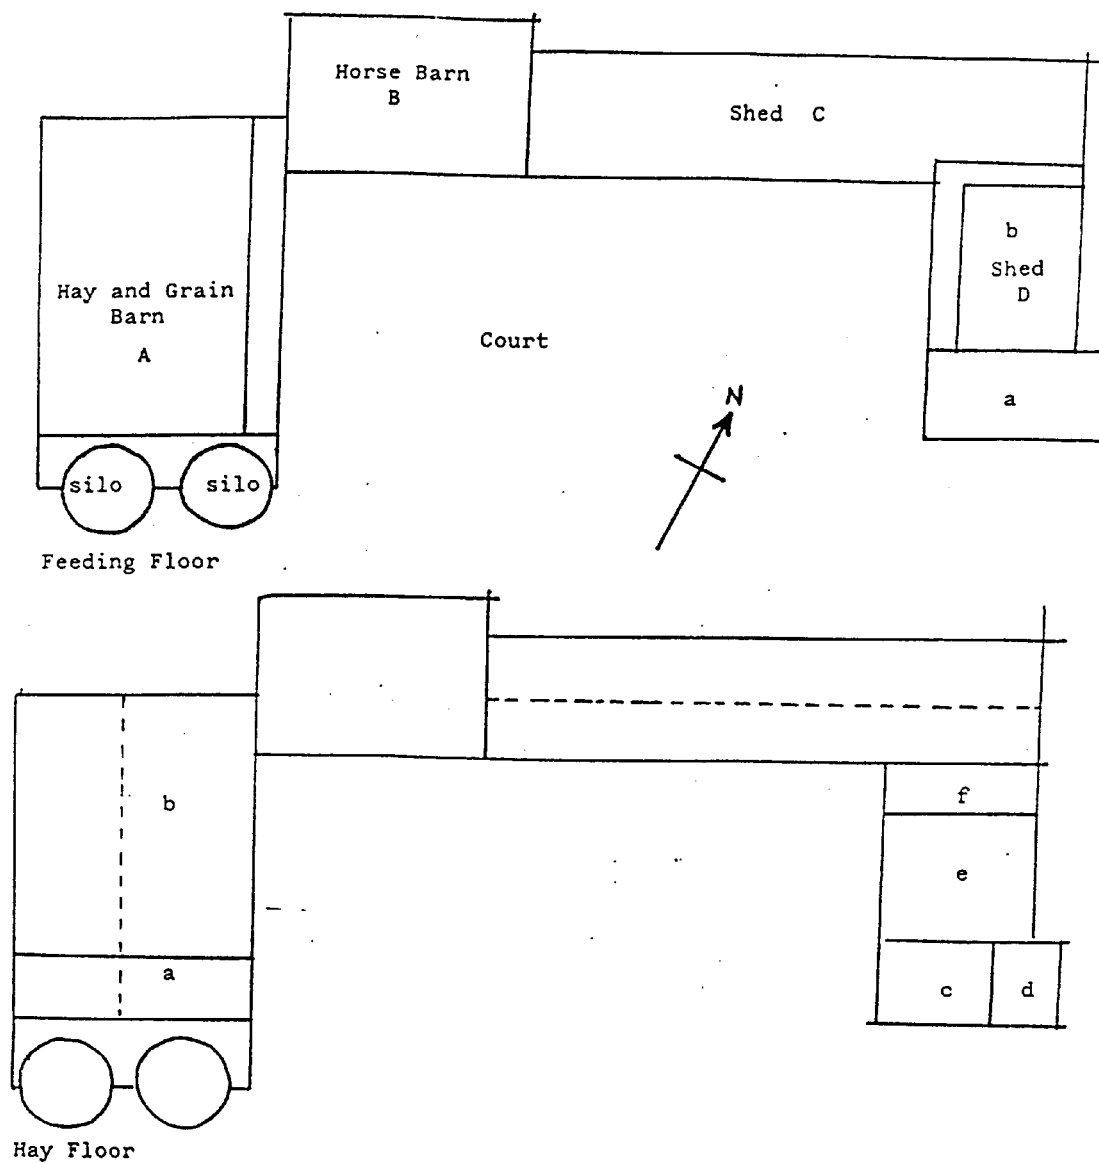 Horse Barn
B
Shed C
b
Shed
D
Hay and Grain
Barn
A
Court
a
N
silo
silo
Feeding Floor
b
a
f
e
c
d
Hay Floor